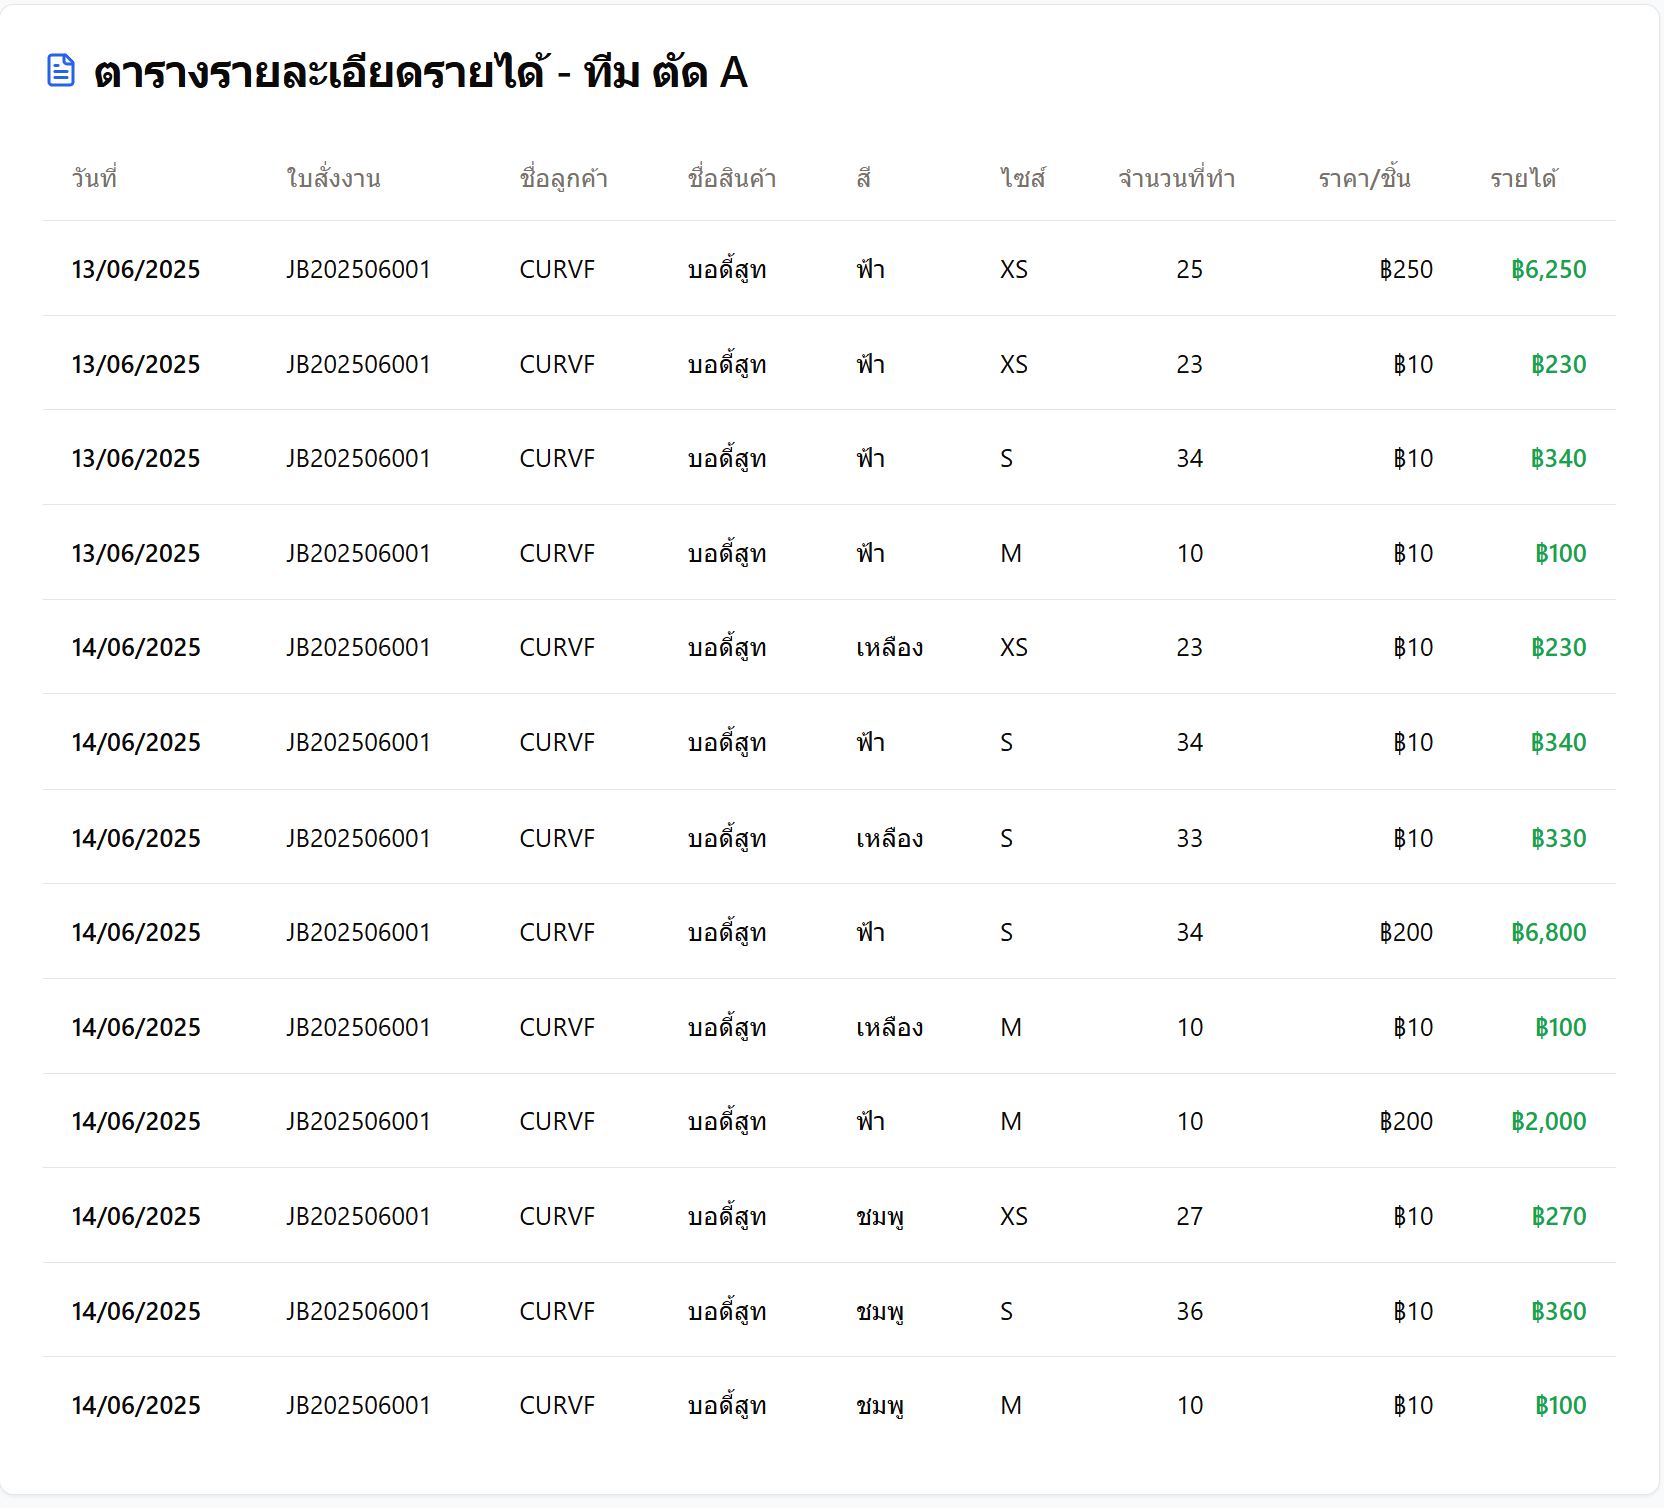 ตารางรายละเอียดรายได้ - ทีม ตัด A
วันที่ ใบสั่งงาน ชื่อลูกค้า ชื่อสินค้า สี ไซส์ จำนวนที่ทำ ราคา/ชิ้น รายได้
13/06/2025 JB202506001 CURVF บอดี้สูท ฟ้า XS 25 ฿250 ฿6,250
13/06/2025 JB202506001 CURVF บอดี้สูท ฟ้า XS 23 ฿10 ฿230
13/06/2025 JB202506001 CURVF บอดี้สูท ฟ้า S 34 ฿10 ฿340
13/06/2025 JB202506001 CURVF บอดี้สูท ฟ้า M 10 ฿10 ฿100
14/06/2025 JB202506001 CURVF บอดี้สูท เหลือง XS 23 ฿10 ฿230
14/06/2025 JB202506001 CURVF บอดี้สูท ฟ้า S 34 ฿10 ฿340
14/06/2025 JB202506001 CURVF บอดี้สูท เหลือง S 33 ฿10 ฿330
14/06/2025 JB202506001 CURVF บอดี้สูท ฟ้า S 34 ฿200 ฿6,800
14/06/2025 JB202506001 CURVF บอดี้สูท เหลือง M 10 ฿10 ฿100
14/06/2025 JB202506001 CURVF บอดี้สูท ฟ้า M 10 ฿200 ฿2,000
14/06/2025 JB202506001 CURVF บอดี้สูท ชมพู XS 27 ฿10 ฿270
14/06/2025 JB202506001 CURVF บอดี้สูท ชมพู S 36 ฿10 ฿360
14/06/2025 JB202506001 CURVF บอดี้สูท ชมพู M 10 ฿10 ฿100